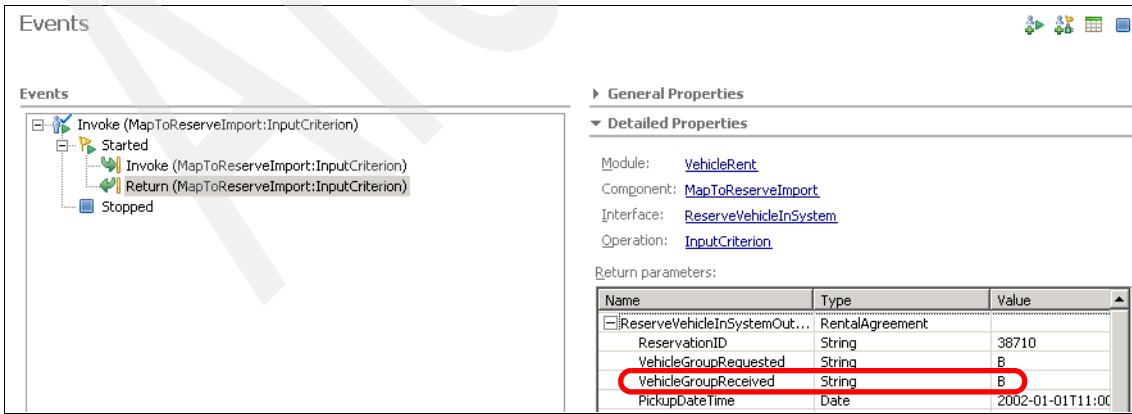 Events
Events
Invoke (MapToReserveImport:InputCriterion)
Started
Invoke (MapToReserveImport:InputCriterion)
Return (MapToReserveImport:InputCriterion)
Stopped
General Properties
Detailed Properties
Module: VehicleRent
Component: MapToReserveImport
Interface: ReserveVehicleInSystem
Operation: InputCriterion
Return parameters:
Name Type Value
ReserveVehicleInSystemOut... RentalAgreement
ReservationID String 38710
VehicleGroupRequested String B
VehicleGroupReceived String B
PickupDateTime Date 2002-01-01T11:00